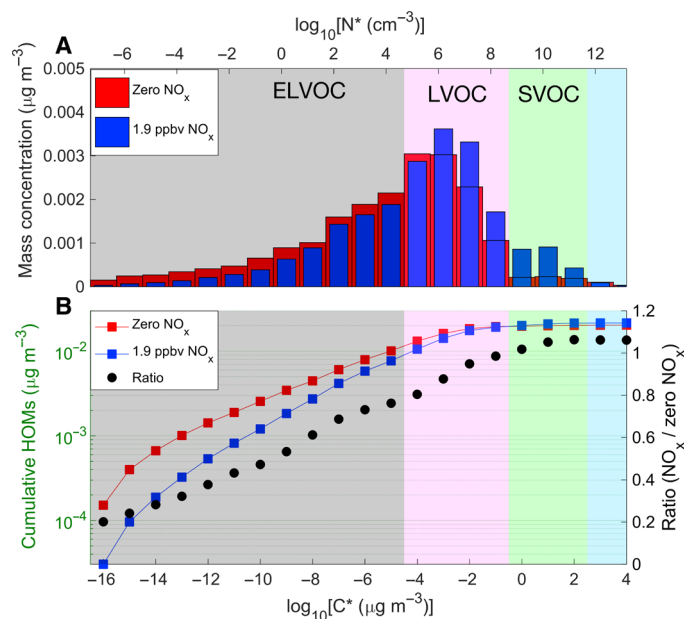 log10[N* (cm−3)]
A
−6 −4 −2 0 2 4 6 8 10 12
0.005
0.004
0.003
0.002
0.001
0
Mass concentration (μg m−3)
Zero NOx
1.9 ppbv NOx
ELVOC
LVOC
SVOC
B
Zero NOx
1.9 ppbv NOx
Ratio
10−2
10−3
10−4
Cumulative HOMs (μg m−3)
1.2
1
0.8
0.6
0.4
0.2
0
Ratio (NOx / zero NOx)
−16 −14 −12 −10 −8 −6 −4 −2 0 2 4
log10[C* (μg m−3)]